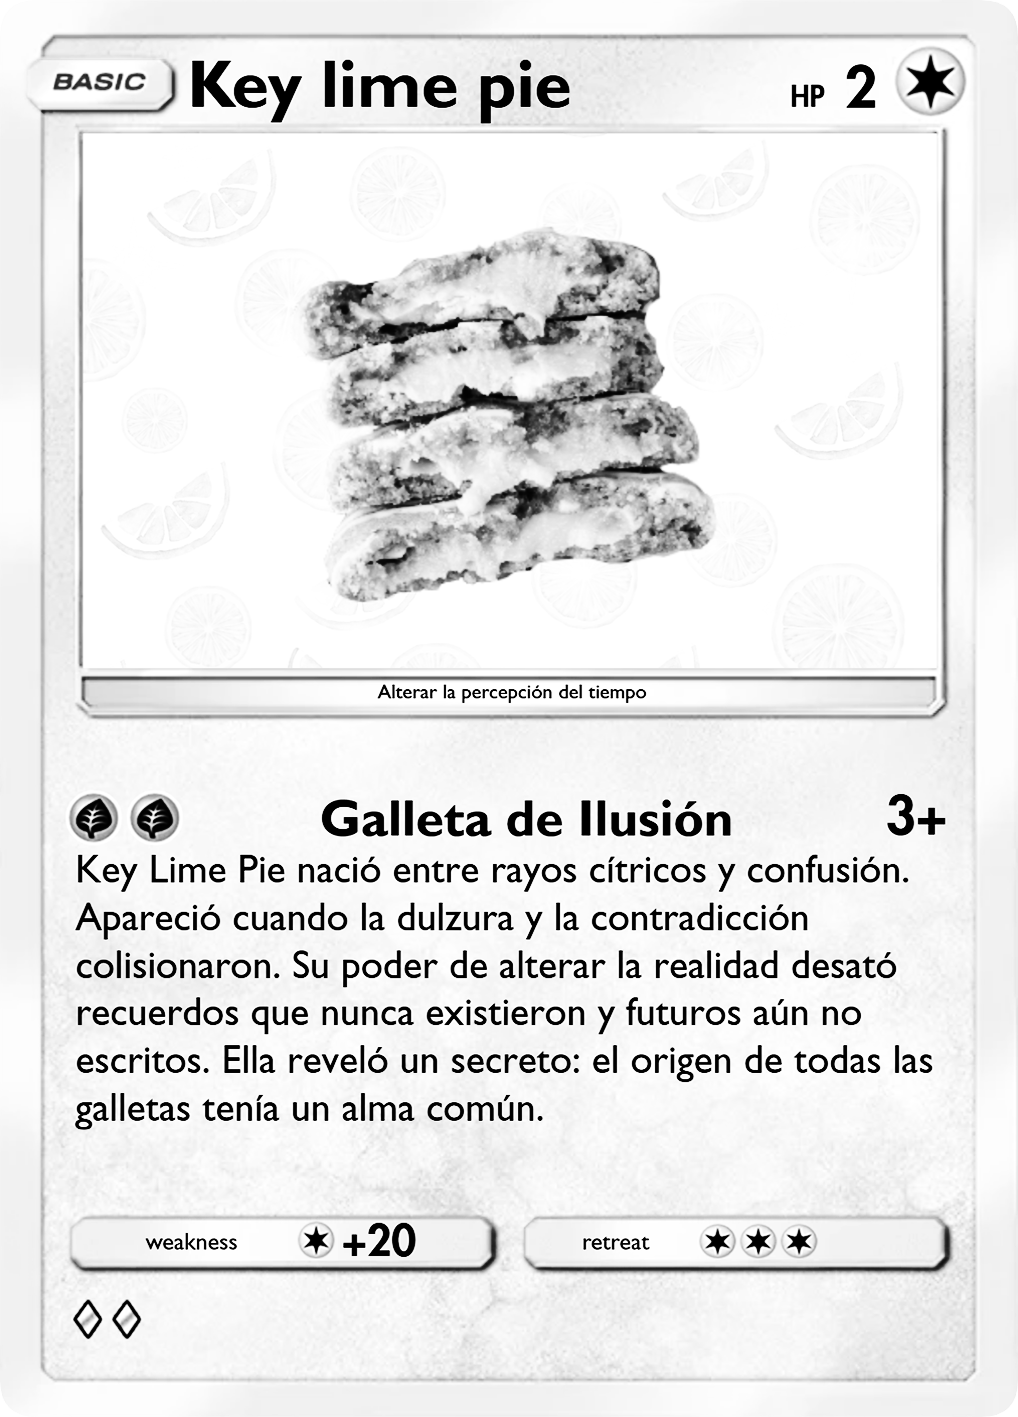 BASIC Key lime pie HP 2
Alterar la percepción del tiempo
Galleta de Ilusión 3+
Key Lime Pie nació entre rayos cítricos y confusión.
Apareció cuando la dulzura y la contradicción
colisionaron. Su poder de alterar la realidad desató
recuerdos que nunca existieron y futuros aún no
escritos. Ella reveló un secreto: el origen de todas las
galletas tenía un alma común.
weakness +20 retreat